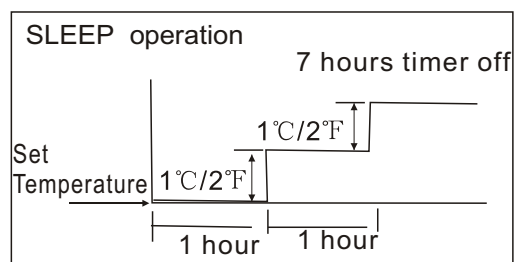 SLEEP operation
7 hours timer off
1℃/2℉
Set
Temperature
1℃/2℉
1 hour
1 hour